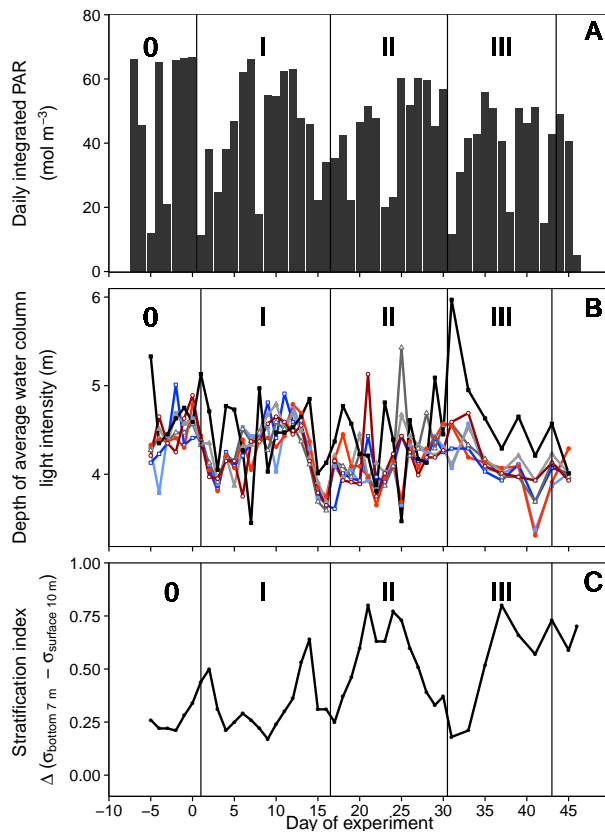 A
0 I II III
Daily integrated PAR
(mol m⁻³)
80
60
40
20
0
B
0 I II III
Depth of average water column
light intensity (m)
6
5
4
C
0 I II III
Stratification index
Δ (σbottom 7 m − σsurface 10 m)
1.00
0.75
0.50
0.25
0.00
−10 −5 0 5 10 15 20 25 30 35 40 45
Day of experiment